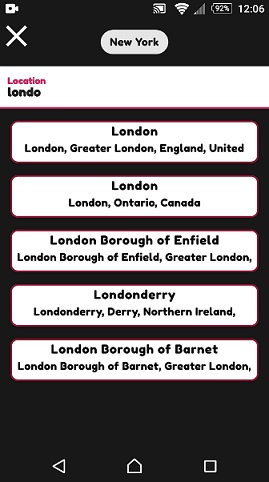 92% 12:06
New York
Location
londo
London
London, Greater London, England, United
London
London, Ontario, Canada
London Borough of Enfield
London Borough of Enfield, Greater London,
Londonderry
Londonderry, Derry, Northern Ireland,
London Borough of Barnet
London Borough of Barnet, Greater London,